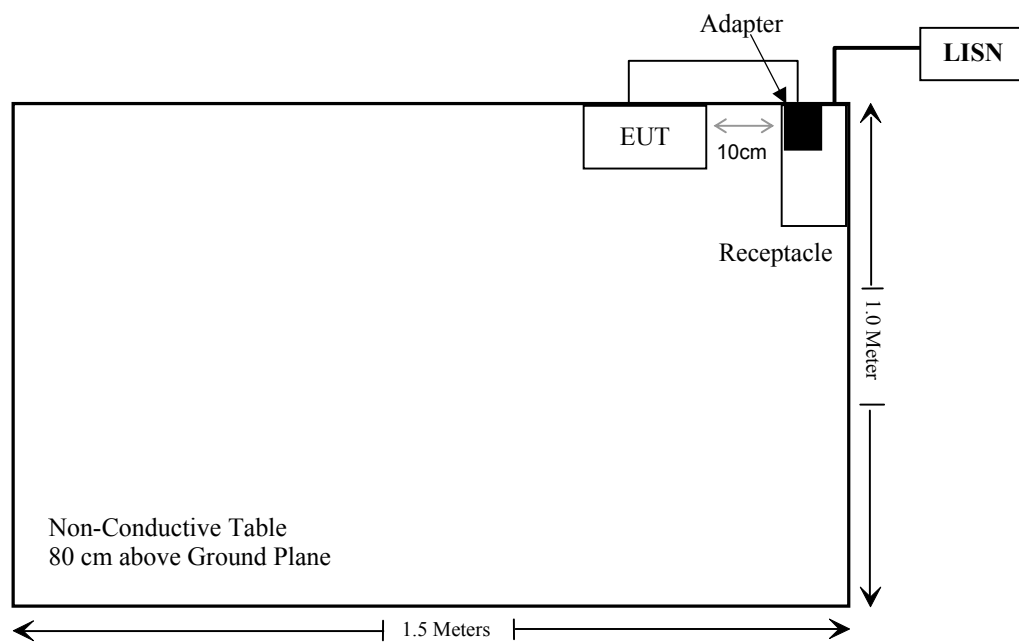 Adapter
LISN
EUT
10cm
Receptacle
1.0 Meter
Non-Conductive Table
80 cm above Ground Plane
1.5 Meters